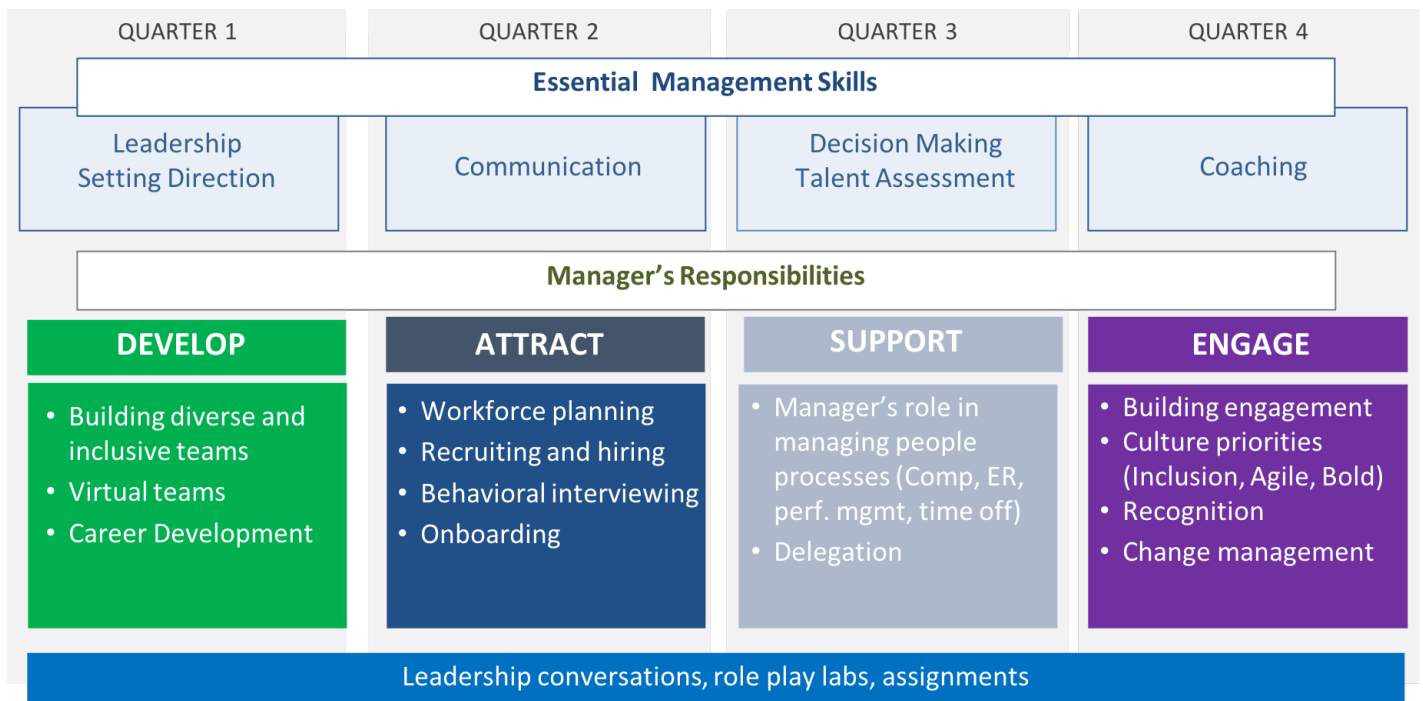 QUARTER 1
QUARTER 2
QUARTER 3
QUARTER 4
Essential Management Skills
Leadership
Setting Direction
Communication
Decision Making
Talent Assessment
Coaching
Manager’s Responsibilities
DEVELOP
• Building diverse and
inclusive teams
• Virtual teams
• Career Development
ATTRACT
• Workforce planning
• Recruiting and hiring
• Behavioral interviewing
• Onboarding
SUPPORT
• Manager’s role in
managing people
processes (Comp, ER,
perf. mgmt, time off)
• Delegation
ENGAGE
• Building engagement
• Culture priorities
(Inclusion, Agile, Bold)
• Recognition
• Change management
Leadership conversations, role play labs, assignments